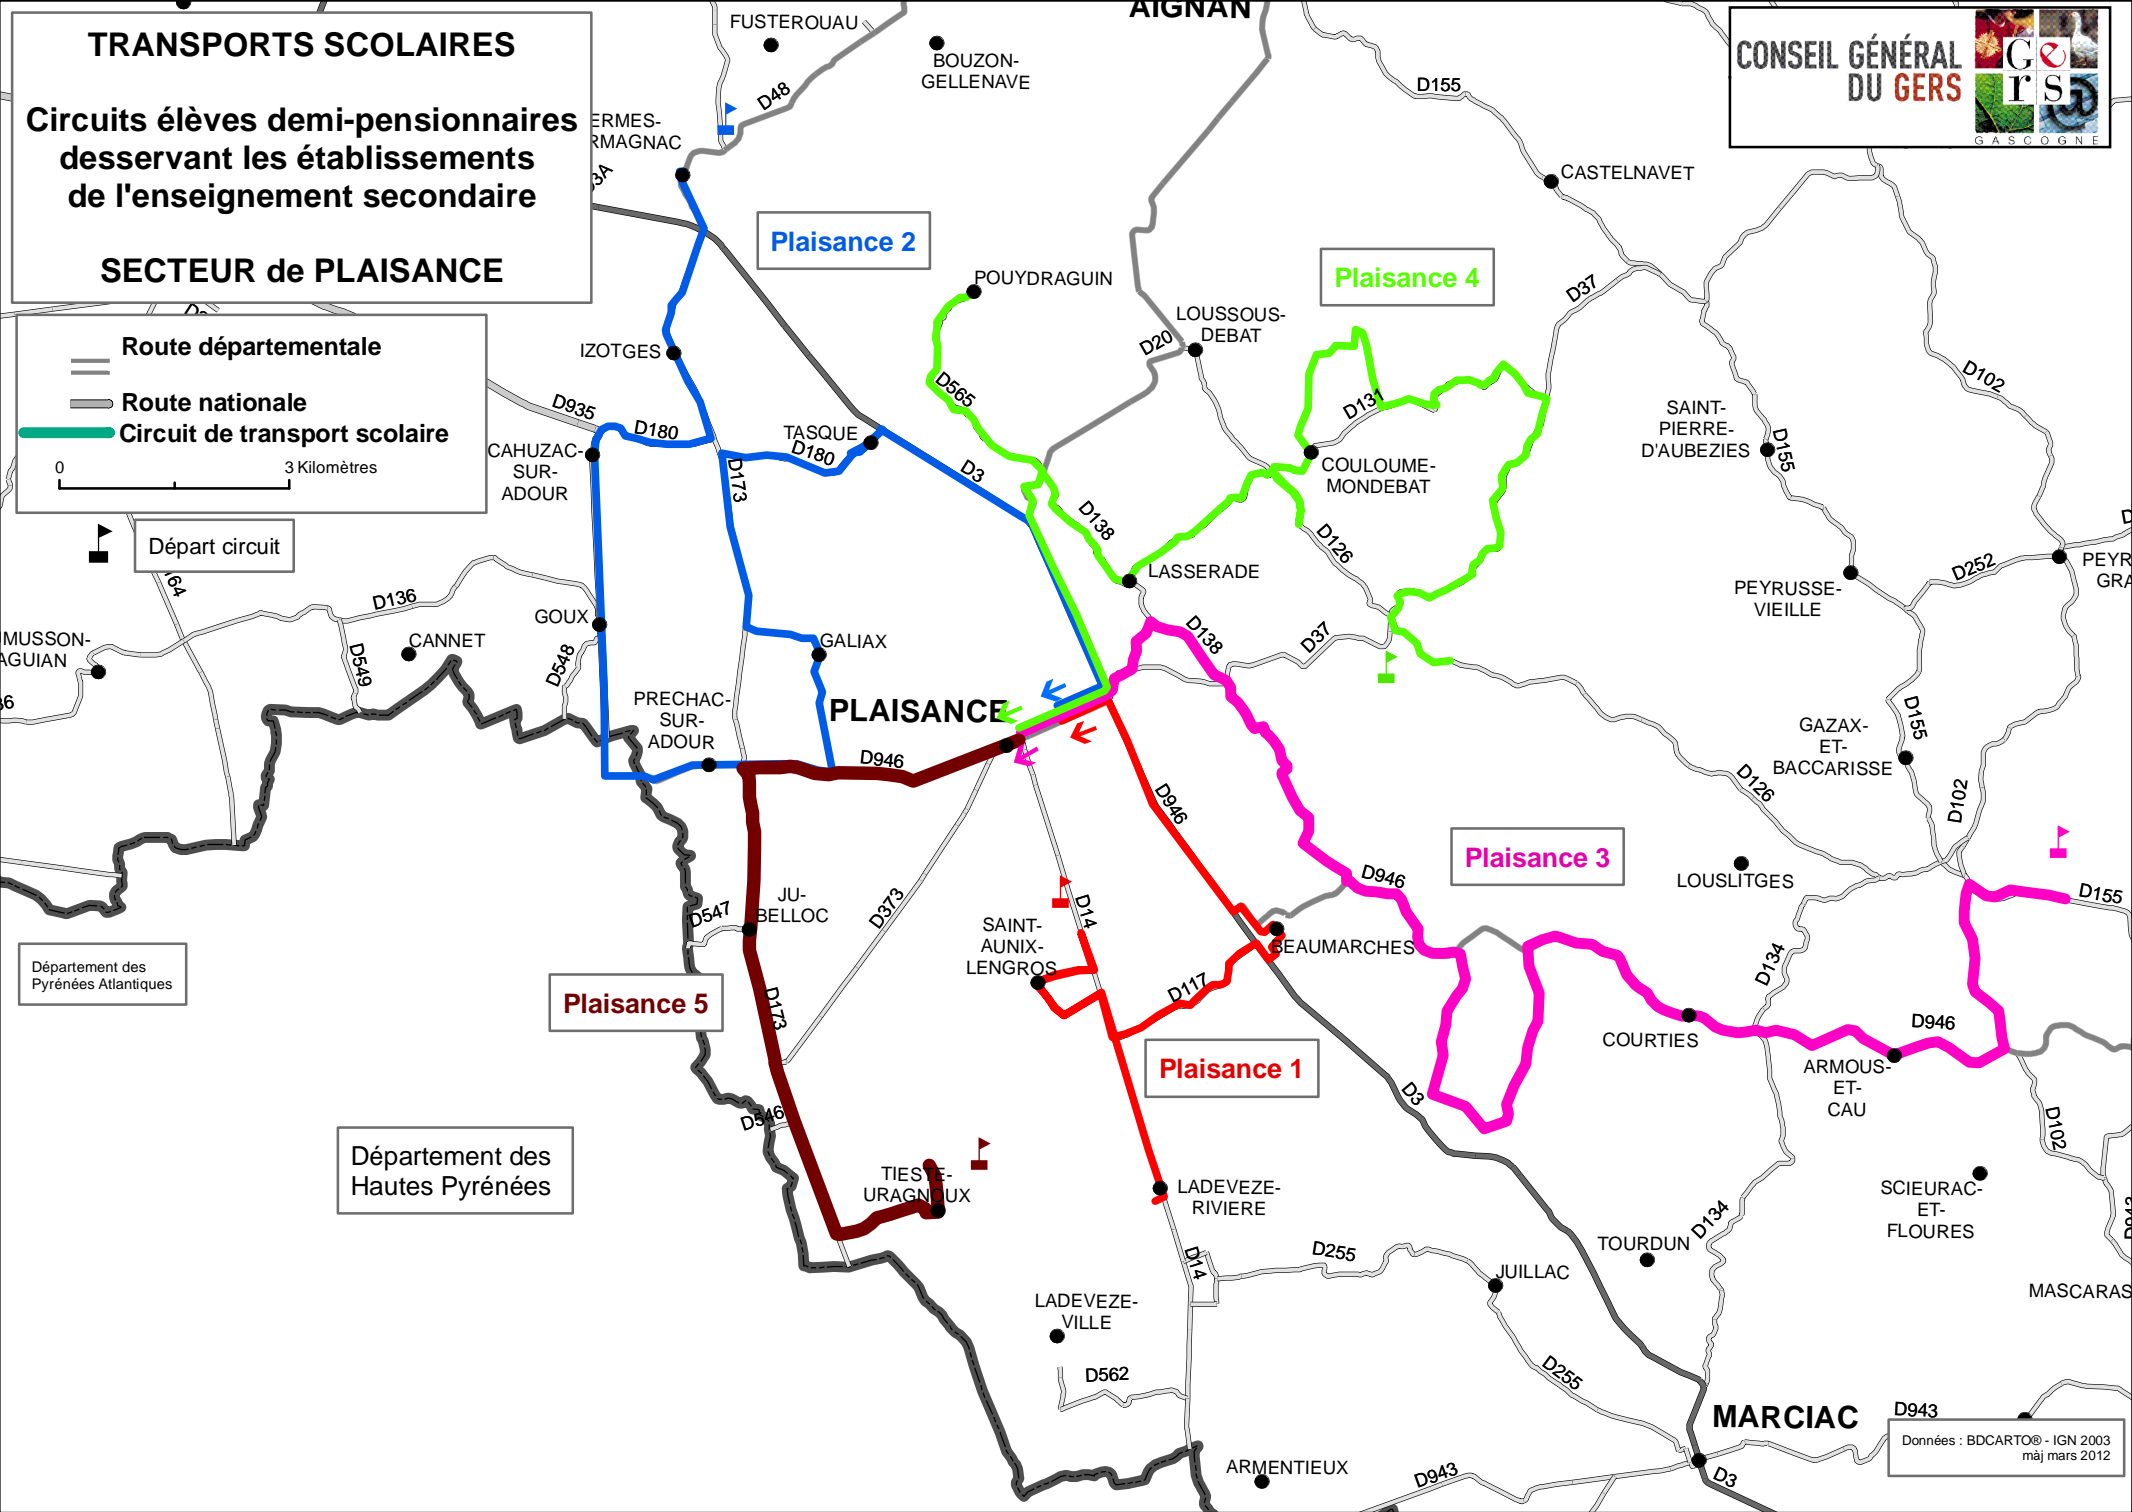 TRANSPORTS SCOLAIRES
Circuits élèves demi-pensionnaires
desservant les établissements
de l'enseignement secondaire
SECTEUR de PLAISANCE
Route départementale
Route nationale
Circuit de transport scolaire
0
3 Kilomètres
Départ circuit
CONSEIL GÉNÉRAL
DU GERS
Gers
GASCOGNE
AIGNAN
FUSTEROUAU
BOUZON-
GELLENAVE
D48
ERMES-
RMAGNAC
D155
CASTELNAVET
Plaisance 2
POUYDRAGUIN
Plaisance 4
D37
LOUSSOUS-
DEBAT
D20
IZOTGES
D935
D180
D565
D131
D102
CAHUZAC-
SUR-
ADOUR
TASQUE
D180
D173
D3
COULOUME-
MONDEBAT
SAINT-
PIERRE-
D'AUBEZIES
D155
D138
D126
LASSERADE
D252
PEYR
GRA
PEYRUSSE-
VIEILLE
164
D136
GOUX
CANNET
MUSSON-
AGUIAN
D549
D548
GALIAX
D138
D37
36
PRECHAC-
SUR-
ADOUR
PLAISANCE
D155
GAZAX-
ET-
BACCARISSE
D946
D946
D126
D102
Plaisance 3
D946
LOUSLITGES
D155
D547
JU-
BELLOC
D373
D14
SAINT-
AUNIX-
LENGROS
BEAUMARCHES
D117
D134
Département des
Pyrénées Atlantiques
Plaisance 5
D173
COURTIES
D946
Plaisance 1
ARMOUS-
ET-
CAU
D3
D546
D102
Département des
Hautes Pyrénées
TIESTE-
URAGNOUX
LADEVEZE-
RIVIERE
SCIEURAC-
ET-
FLOURES
D134
D943
TOURDUN
D14
D255
JUILLAC
MASCARAS
LADEVEZE-
VILLE
D562
D255
MARCIAC
D943
Données : BDCARTO® - IGN 2003
màj mars 2012
ARMENTIEUX
D943
D3